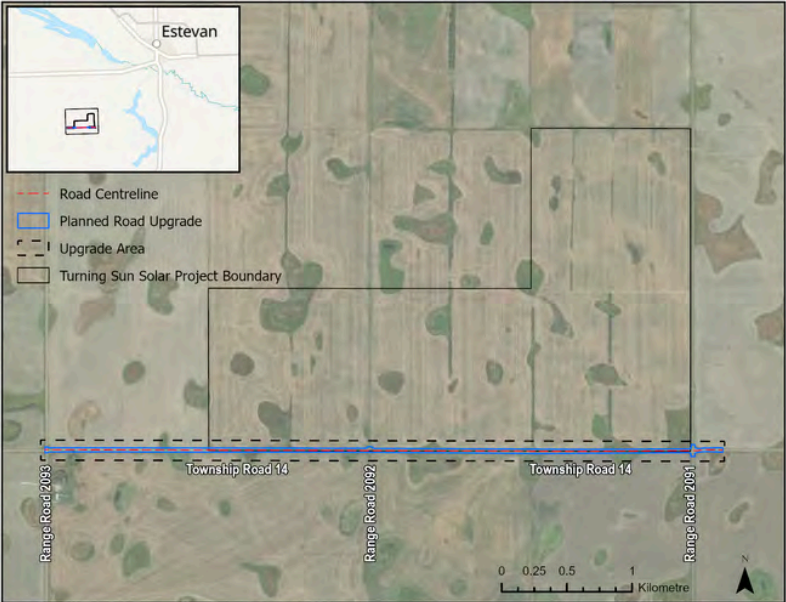 Estevan
Road Centreline
Planned Road Upgrade
Upgrade Area
Turning Sun Solar Project Boundary
Township Road 14
Township Road 14
Range Road 2093
Range Road 2092
Range Road 2091
N
0 0.25 0.5 1
Kilometre